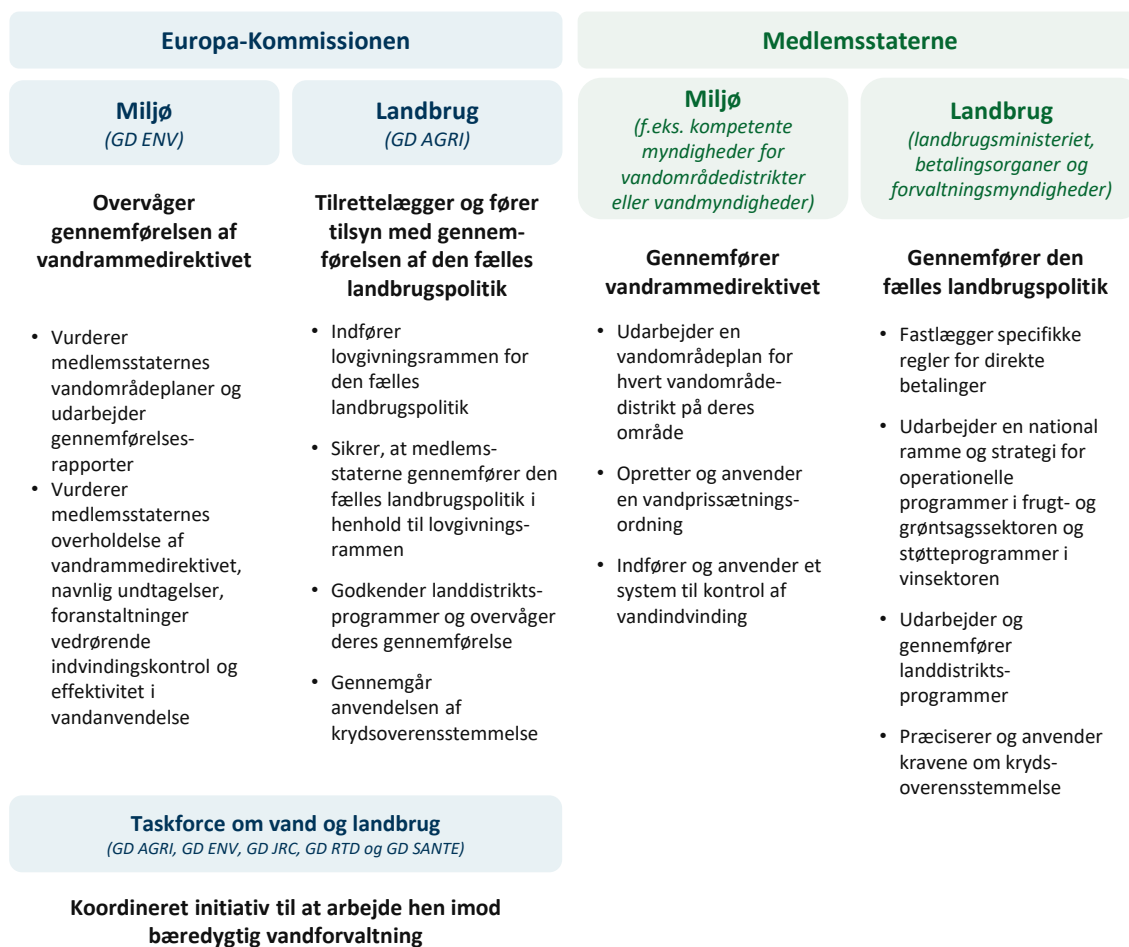 Europa-Kommissionen
Miljø
(GD ENV)
Overvåger
gennemførelsen af
vandrammedirektivet
• Vurderer
medlemsstaternes
vandområdeplaner og
udarbejder
gennemførelses-
rapporter
• Vurderer
medlemsstaternes
overholdelse af
vandrammedirektivet,
navnlig undtagelser,
foranstaltninger
vedrørende
indvindingskontrol og
effektivitet i
vandanvendelse
Landbrug
(GD AGRI)
Tilrettelægger og fører
tilsyn med gennem-
førelsen af den fælles
landbrugspolitik
• Indfører
lovgivningsrammen for
den fælles
landbrugspolitik
• Sikrer, at medlems-
staterne gennemfører den
fælles landbrugspolitik i
henhold til lovgivnings-
rammen
• Godkender landdistrikts-
programmer og overvåger
deres gennemførelse
• Gennemgår
anvendelsen af
krydsoverensstemmelse
Taskforce om vand og landbrug
(GD AGRI, GD ENV, GD JRC, GD RTD og GD SANTE)
Koordineret initiativ til at arbejde hen imod
bæredygtig vandforvaltning
Medlemsstaterne
Miljø
(f.eks. kompetente
myndigheder for
vandområdedistrikter
eller vandmyndigheder)
Gennemfører
vandrammedirektivet
• Udarbejder en
vandområdeplan for
hvert vandområde-
distrikt på deres
område
• Opretter og anvender
en vandprissætnings-
ordning
• Indfører og anvender et
system til kontrol af
vandindvinding
Landbrug
(landbrugsministeriet,
betalingsorganer og
forvaltningsmyndigheder)
Gennemfører den
fælles landbrugspolitik
• Fastlægger specifikke
regler for direkte
betalinger
• Udarbejder en national
ramme og strategi for
operationelle
programmer i frugt- og
grøntsagssektoren og
støtteprogrammer i
vinsektoren
• Udarbejder og
gennemfører
landdistrikts-
programmer
• Præciserer og anvender
kravene om kryds-
overensstemmelse